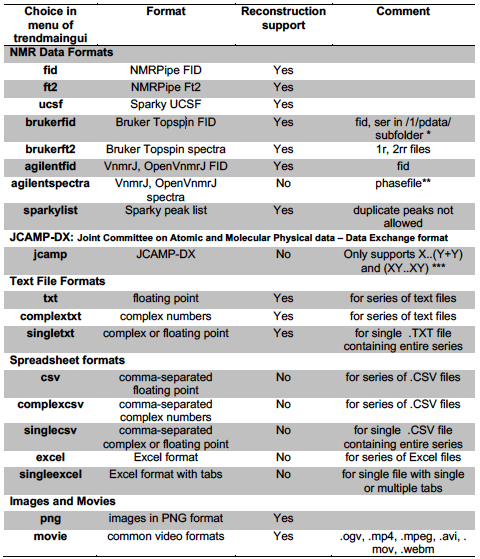 Choice in menu of trendmaingui Format Reconstruction support Comment
NMR Data Formats
fid NMRPipe FID Yes
ft2 NMRPipe Ft2 Yes
ucsf Sparky UCSF Yes
brukerfid Bruker Topspin FID Yes fid, ser in /1/pdata/ subfolder *
brukerft2 Bruker Topspin spectra Yes 1r, 2rr files
agilentfid VnmrJ, OpenVnmrJ FID Yes fid
agilentspectra VnmrJ, OpenVnmrJ spectra No phasefile**
sparkylist Sparky peak list Yes duplicate peaks not allowed
JCAMP-DX: Joint Committee on Atomic and Molecular Physical data – Data Exchange format
jcamp JCAMP-DX No Only supports X..(Y+Y) and (XY..XY) ***
Text File Formats
txt floating point Yes for series of text files
complextxt complex numbers Yes for series of text files
singletxt complex or floating point Yes for single .TXT file containing entire series
Spreadsheet formats
csv comma-separated floating point No for series of .CSV files
complexcsv comma-separated complex numbers No for series of .CSV files
singlecsv comma-separated complex or floating point No for single .CSV file containing entire series
excel Excel format No for series of Excel files
singleexcel Excel format with tabs No for single file with single or multiple tabs
Images and Movies
png images in PNG format Yes
movie common video formats Yes .ogv, .mp4, .mpeg, .avi, . mov, .webm